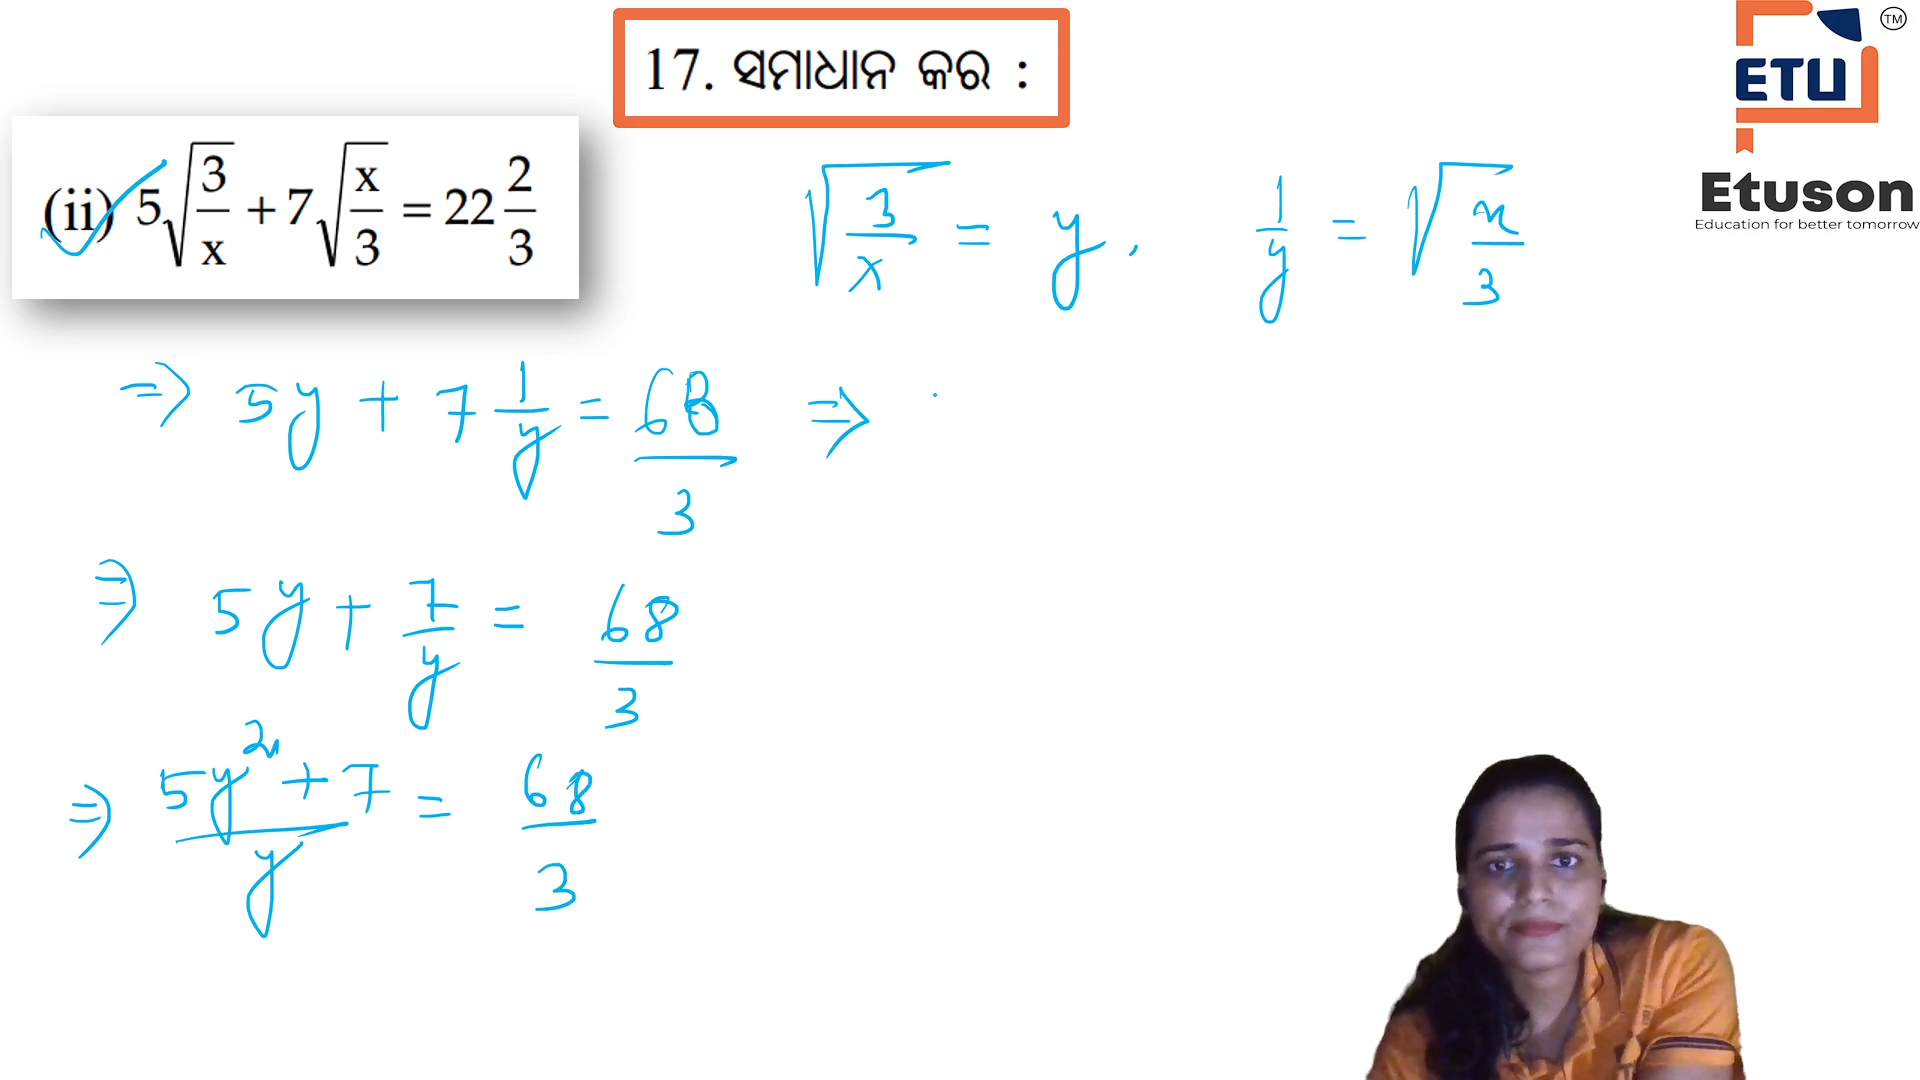 17. ସମାଧାନ କର :
TM
ETU
Etuson
Education for better tomorrow
(ii) 5√(3/x) + 7√(x/3) = 22 2/3
√(3/x) = y , 1/y = √(x/3)
⇒ 5y + 7 1/y = 68/3 ⇒
⇒ 5y + 7/y = 68/3
⇒ (5y² + 7)/y = 68/3